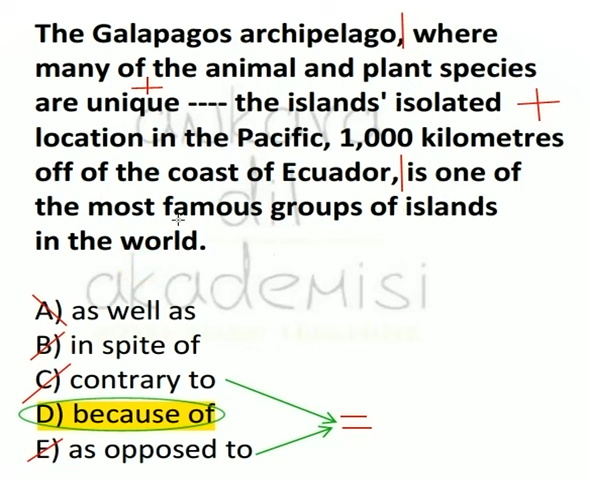 The Galapagos archipelago, where
many of the animal and plant species
are unique ---- the islands' isolated
location in the Pacific, 1,000 kilometres
off of the coast of Ecuador, is one of
the most famous groups of islands
in the world.
ankara
dil
akademisi
A) as well as
B) in spite of
C) contrary to
D) because of
E) as opposed to